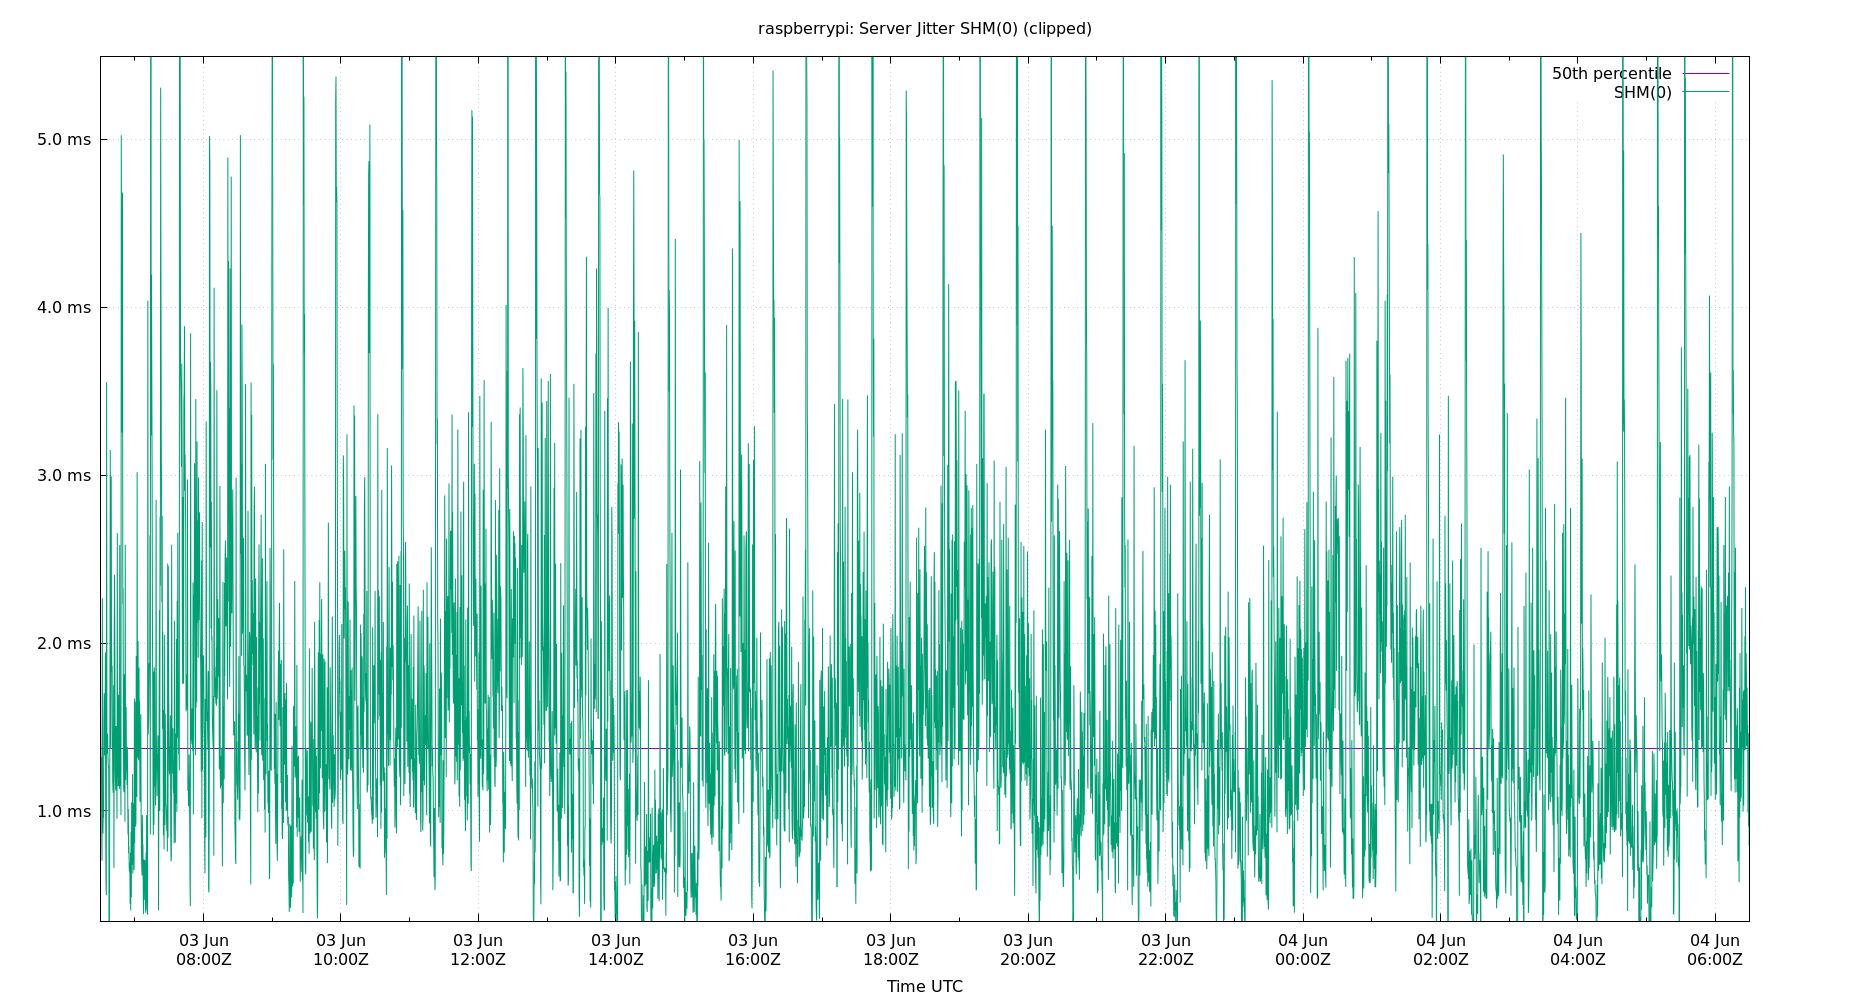 raspberrypi: Server Jitter SHM(0) (clipped)
50th percentile
SHM(0)
5.0 ms
4.0 ms
3.0 ms
2.0 ms
1.0 ms
03 Jun 03 Jun 03 Jun 03 Jun 03 Jun 03 Jun 03 Jun 03 Jun 04 Jun 04 Jun 04 Jun 04 Jun
08:00Z 10:00Z 12:00Z 14:00Z 16:00Z 18:00Z 20:00Z 22:00Z 00:00Z 02:00Z 04:00Z 06:00Z
Time UTC